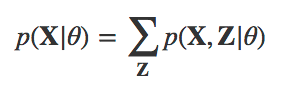 p(𝐗|θ) = ∑_𝐙 p(𝐗, 𝐙|θ)